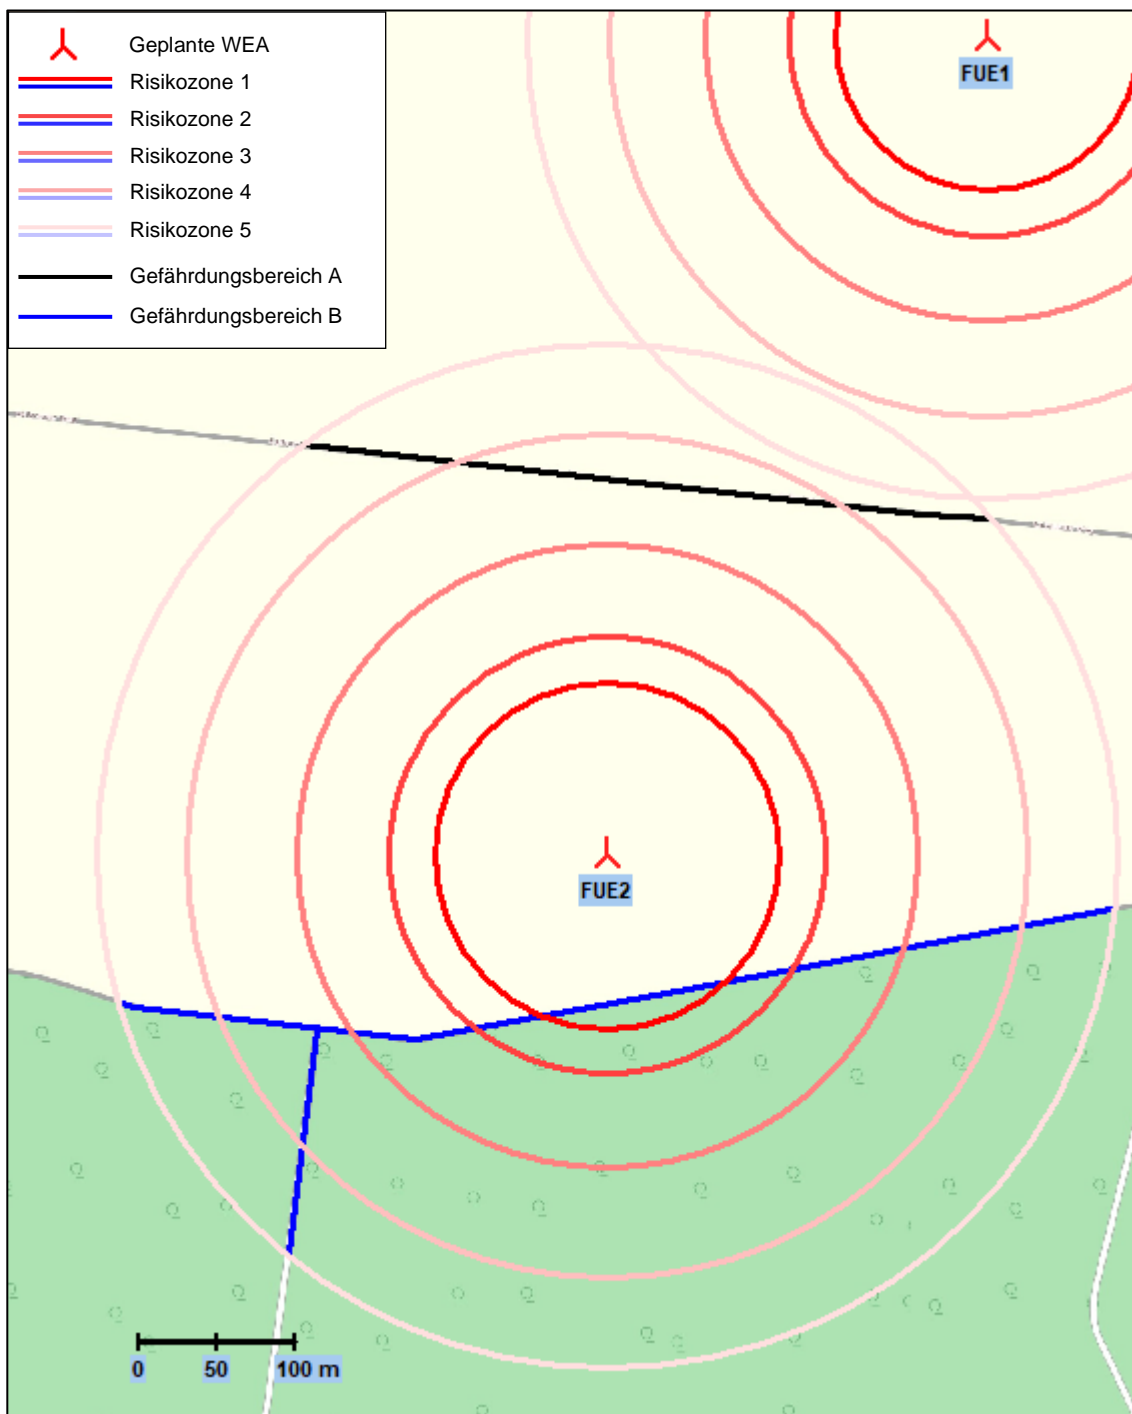 Geplante WEA
Risikozone 1
Risikozone 2
Risikozone 3
Risikozone 4
Risikozone 5
Gefährdungsbereich A
Gefährdungsbereich B
FUE1
FUE2
0 50 100 m